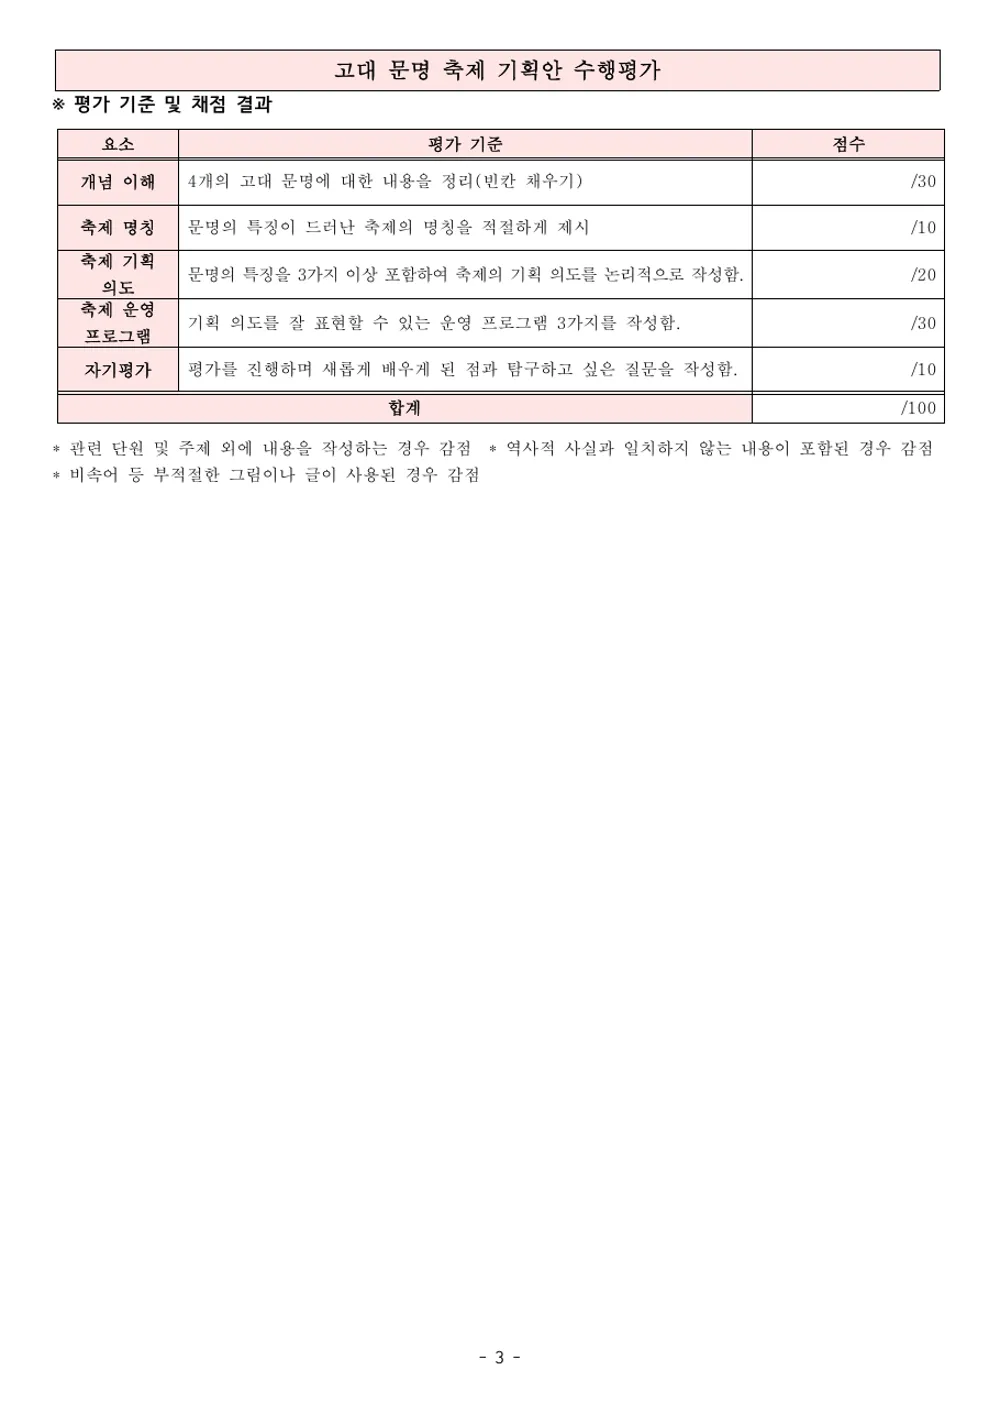 고대 문명 축제 기획안 수행평가
※ 평가 기준 및 채점 결과
요소 평가 기준 점수
개념 이해 4개의 고대 문명에 대한 내용을 정리(빈칸 채우기) /30
축제 명칭 문명의 특징이 드러난 축제의 명칭을 적절하게 제시 /10
축제 기획
의도 문명의 특징을 3가지 이상 포함하여 축제의 기획 의도를 논리적으로 작성함. /20
축제 운영
프로그램 기획 의도를 잘 표현할 수 있는 운영 프로그램 3가지를 작성함. /30
자기평가 평가를 진행하며 새롭게 배우게 된 점과 탐구하고 싶은 질문을 작성함. /10
합계 /100
* 관련 단원 및 주제 외에 내용을 작성하는 경우 감점 * 역사적 사실과 일치하지 않는 내용이 포함된 경우 감점
* 비속어 등 부적절한 그림이나 글이 사용된 경우 감점
- 3 -